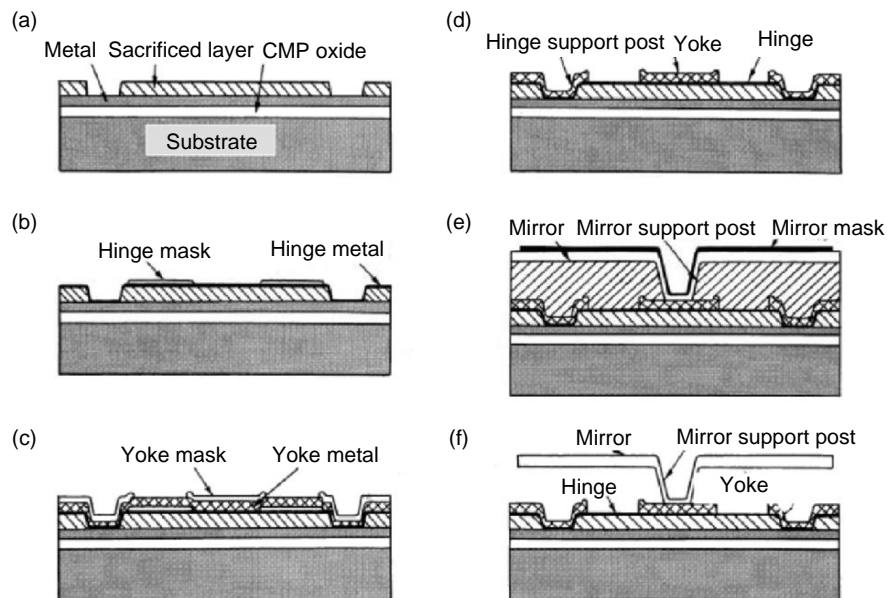 (a)
Metal Sacrificed layer CMP oxide
Substrate
(b)
Hinge mask Hinge metal
(c)
Yoke mask Yoke metal
(d)
Hinge support post Yoke Hinge
(e)
Mirror Mirror support post Mirror mask
(f)
Mirror Mirror support post
Hinge Yoke